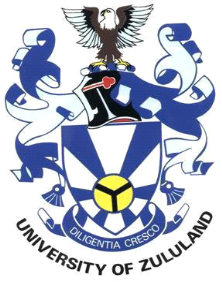 DILIGENTIA CRESCO
UNIVERSITY OF ZULULAND